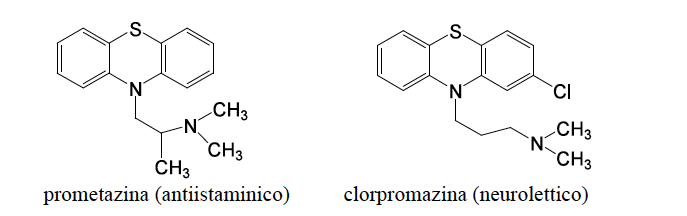 S
N
CH3
N
CH3
CH3
prometazina (antiistaminico)
S
Cl
N
CH3
N
CH3
clorpromazina (neurolettico)